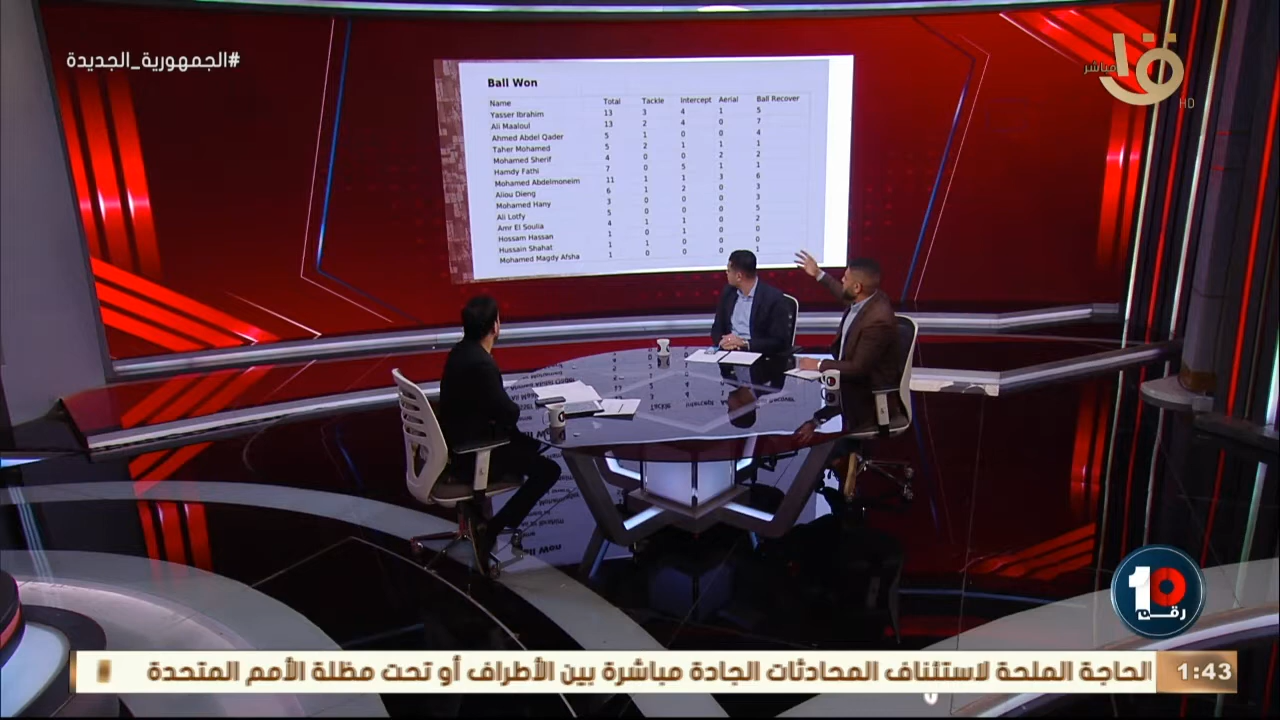 #الجمهورية_الجديدة
مباشر
HD
Ball Won
Name Total Tackle Intercept Aerial Ball Recover
Yasser Ibrahim 13 3 4 1 5
Ali Maaloul 13 2 4 0 7
Ahmed Abdel Qader 5 1 0 0 4
Taher Mohamed 5 2 1 1 1
Mohamed Sherif 4 0 0 2 2
Hamdy Fathi 7 0 5 1 1
Mohamed Abdelmoneim 11 1 1 3 6
Aliou Dieng 6 1 2 0 3
Mohamed Hany 3 0 0 0 3
Ali Lotfy 5 0 0 0 5
Amr El Soulia 4 1 1 0 2
Hossam Hassan 1 0 1 0 0
Hussain Shahat 1 1 0 0 0
Mohamed Magdy Afsha 1 0 0 0 1
10
رقم
1:43 الحاجة الملحة لاستئناف المحادثات الجادة مباشرة بين الأطراف أو تحت مظلة الأمم المتحدة